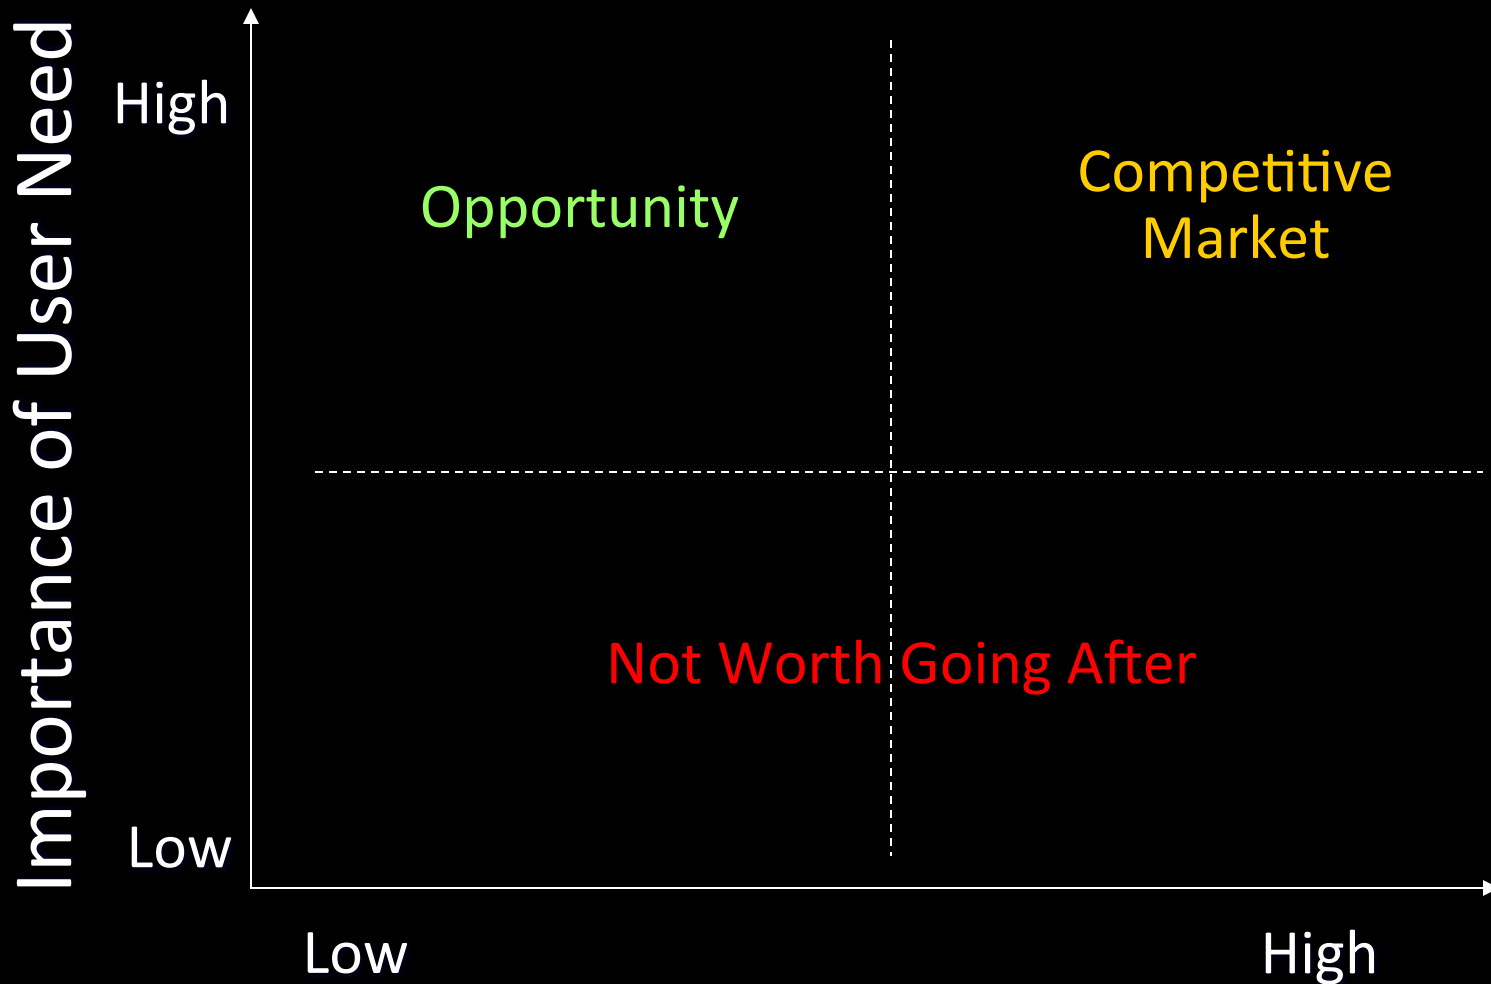 Importance of User Need
High
Opportunity
Competitive
Market
Not Worth Going After
Low
Low
High